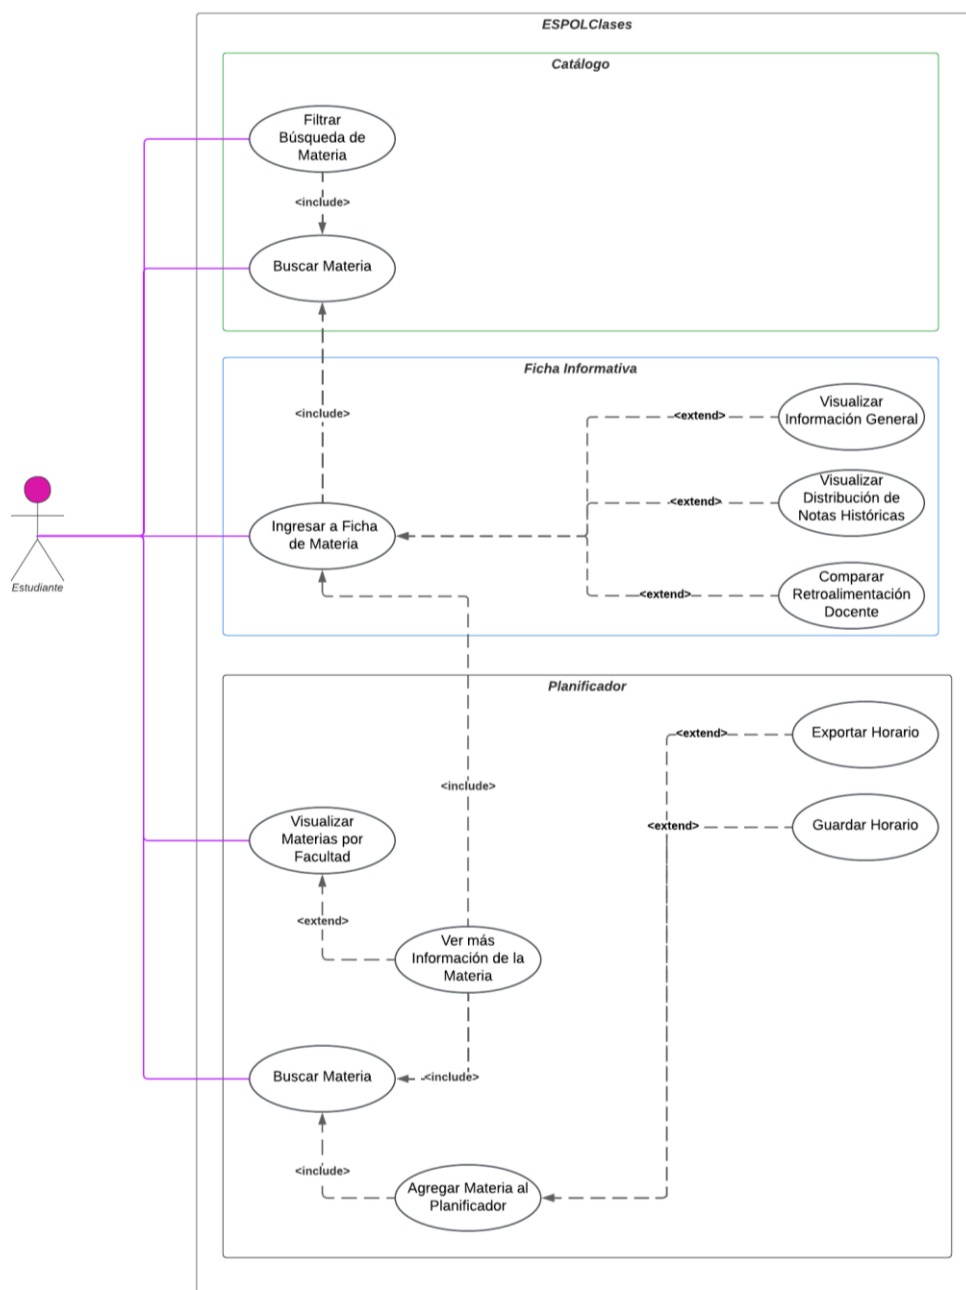 ESPOLClases
Catálogo
Filtrar
Búsqueda de
Materia
<include>
Buscar Materia
Ficha Informativa
<include>
Visualizar
Información General
<extend>
Visualizar
Distribución de
Notas Históricas
<extend>
Ingresar a Ficha
de Materia
Comparar
Retroalimentación
Docente
<extend>
Estudiante
Planificador
<extend>
Exportar Horario
<include>
<extend>
Guardar Horario
Visualizar
Materias por
Facultad
<extend>
Ver más
Información de la
Materia
Buscar Materia
<include>
<include>
Agregar Materia al
Planificador